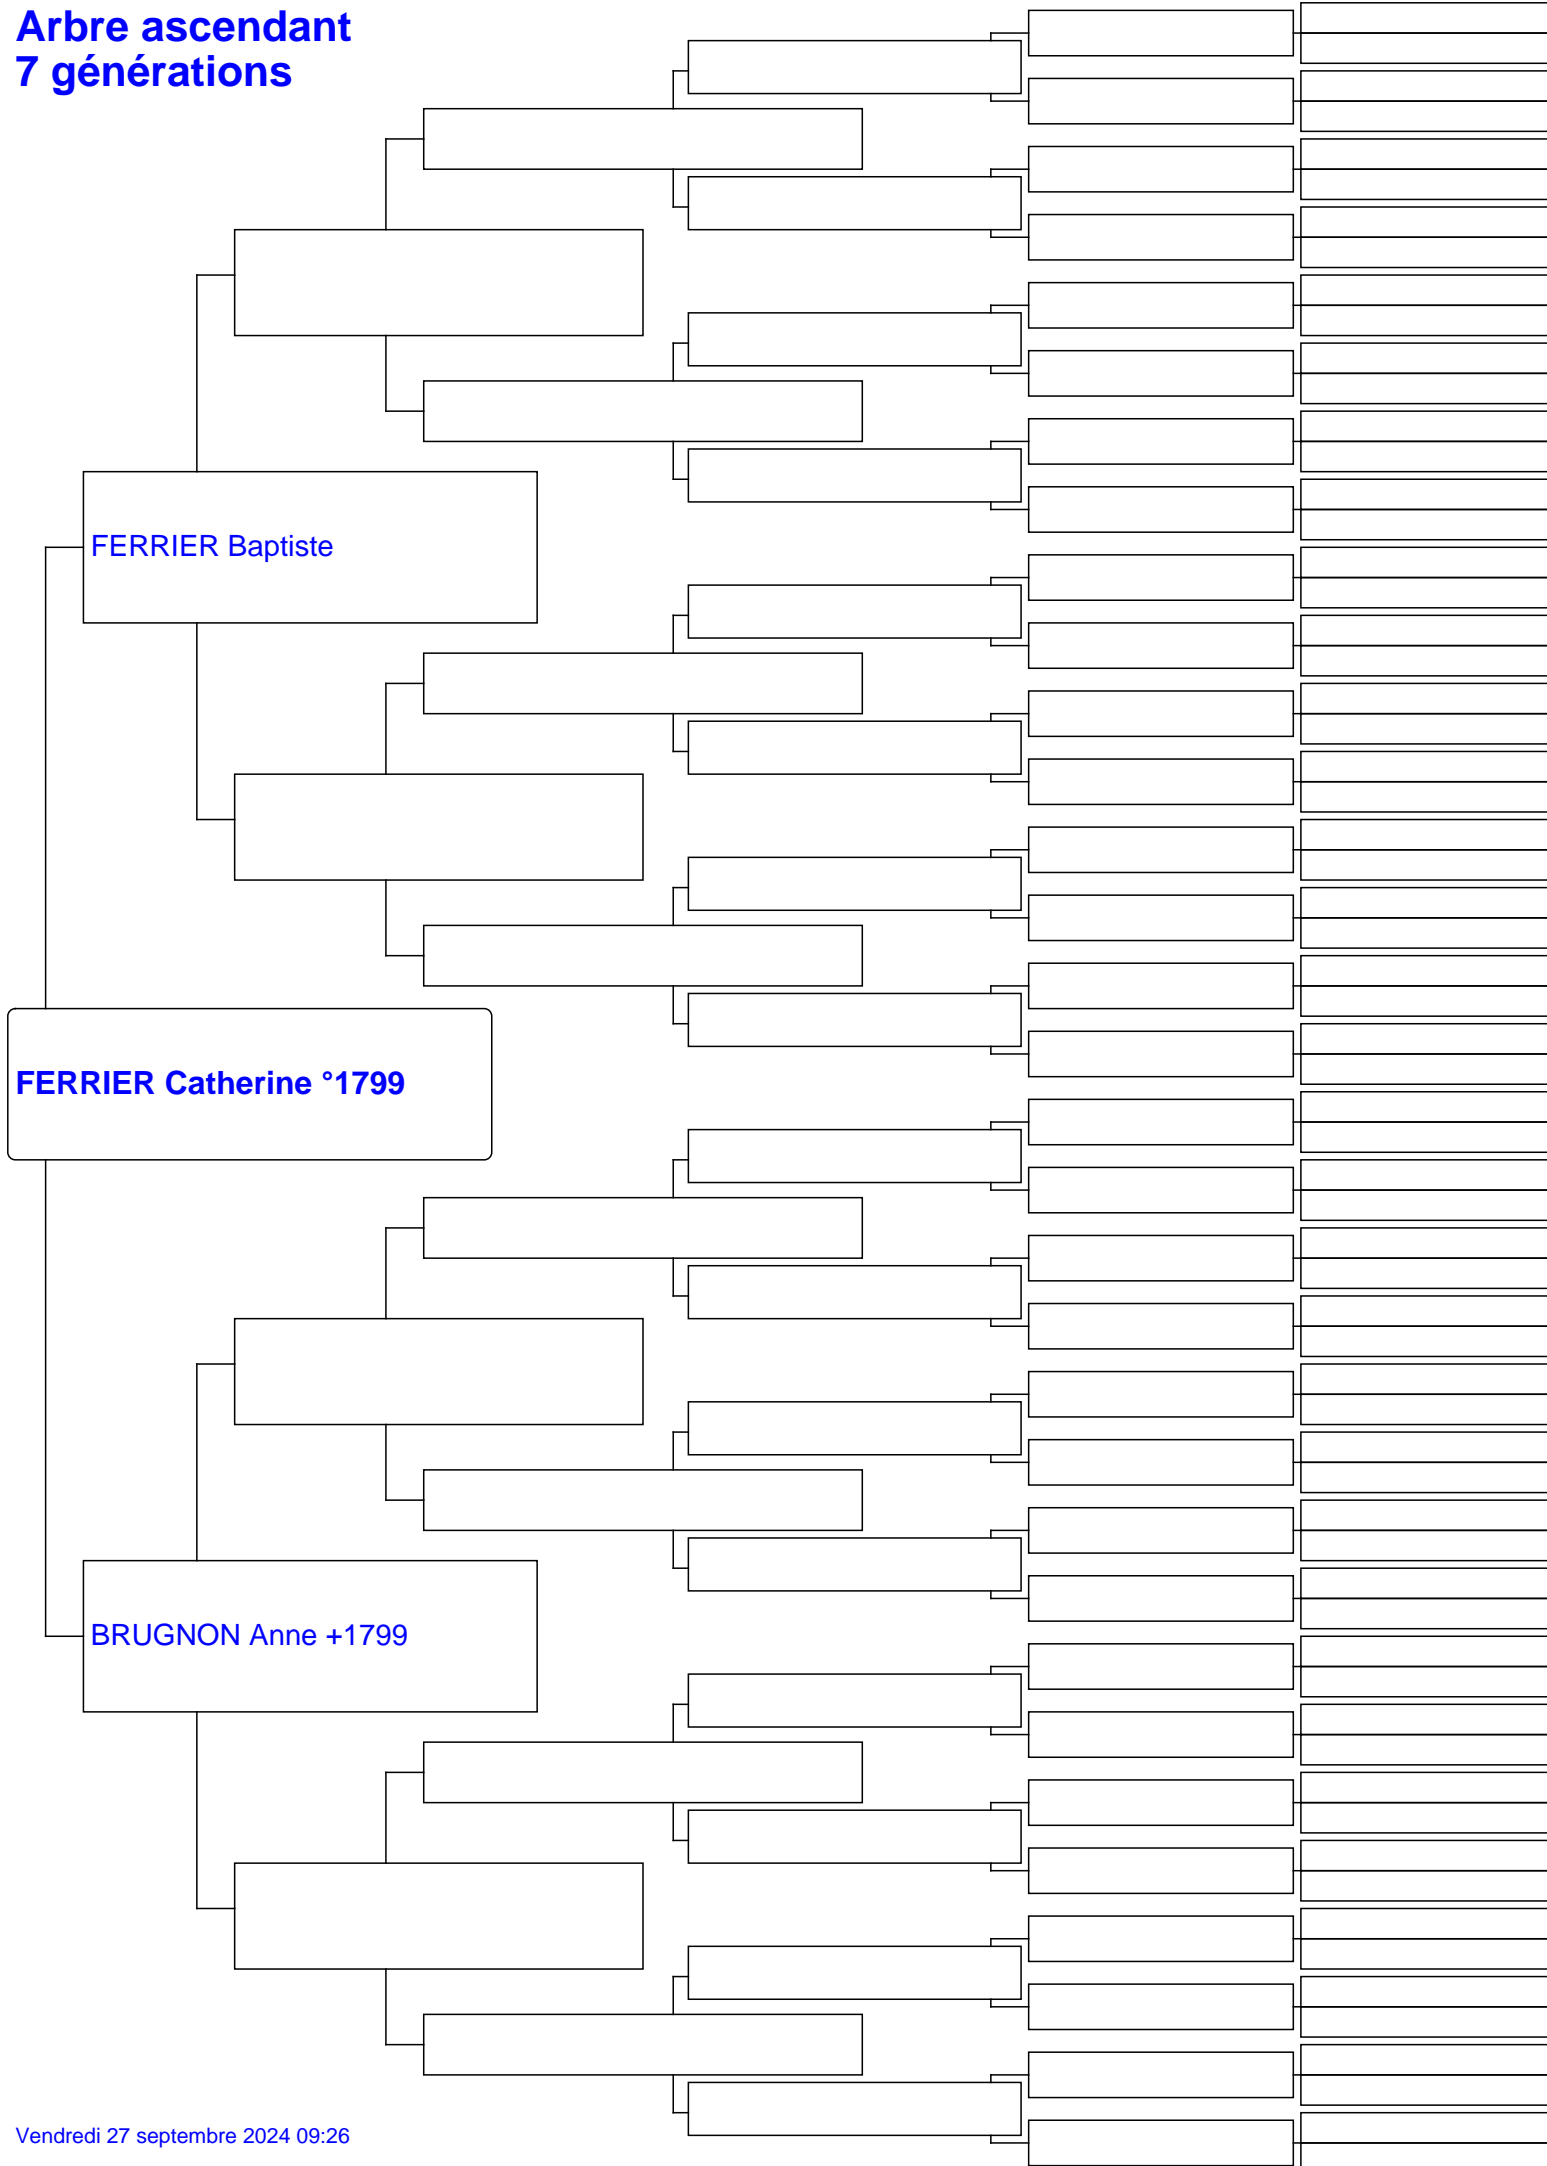 Arbre ascendant
7 générations
FERRIER Baptiste
FERRIER Catherine °1799
BRUGNON Anne +1799
Vendredi 27 septembre 2024 09:26